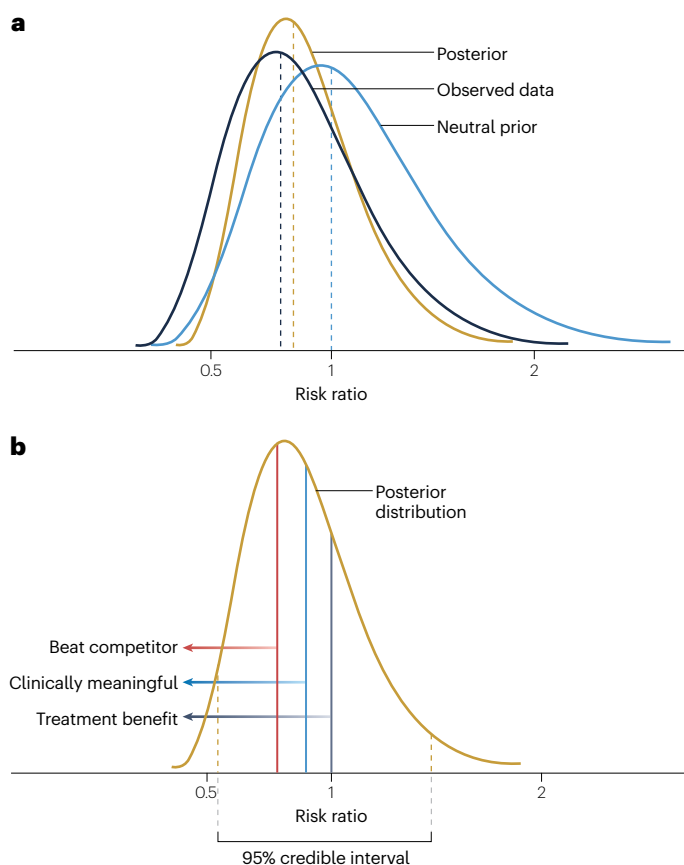 a
Posterior
Observed data
Neutral prior
0.5
1
2
Risk ratio
b
Posterior
distribution
Beat competitor
Clinically meaningful
Treatment benefit
0.5
1
2
Risk ratio
95% credible interval